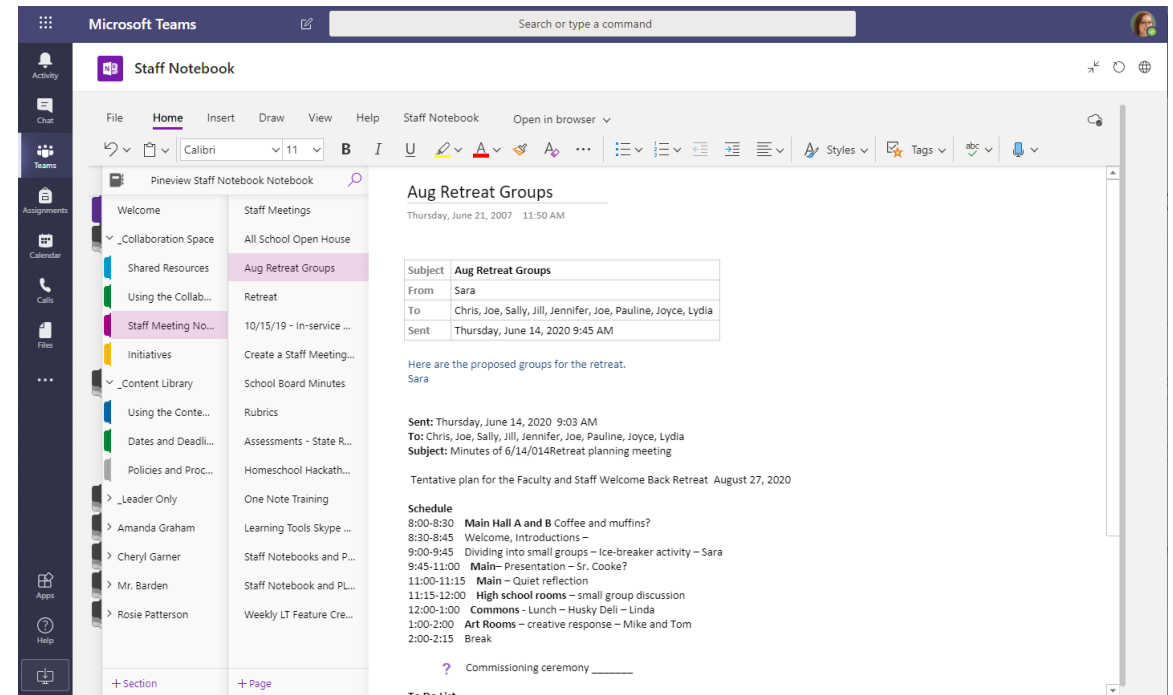 Microsoft Teams
Search or type a command
Activity
Chat
Teams
Assignments
Calendar
Calls
Files
Apps
Help
N
Staff Notebook
File Home Insert Draw View Help Staff Notebook Open in browser
Calibri 11 B I U A A Styles Tags abc
Pineview Staff Notebook Notebook
Welcome
_Collaboration Space
Shared Resources
Using the Collab...
Staff Meeting No...
Initiatives
_Content Library
Using the Conte...
Dates and Deadli...
Policies and Proc...
_Leader Only
Amanda Graham
Cheryl Garner
Mr. Barden
Rosie Patterson
+ Section
Staff Meetings
All School Open House
Aug Retreat Groups
Retreat
10/15/19 - In-service ...
Create a Staff Meeting...
School Board Minutes
Rubrics
Assessments - State R...
Homeschool Hackath...
One Note Training
Learning Tools Skype ...
Staff Notebooks and P...
Staff Notebook and PL...
Weekly LT Feature Cre...
+ Page
Aug Retreat Groups
Thursday, June 21, 2007 11:50 AM
Subject Aug Retreat Groups
From Sara
To Chris, Joe, Sally, Jill, Jennifer, Joe, Pauline, Joyce, Lydia
Sent Thursday, June 14, 2020 9:45 AM
Here are the proposed groups for the retreat.
Sara
Sent: Thursday, June 14, 2020 9:03 AM
To: Chris, Joe, Sally, Jill, Jennifer, Joe, Pauline, Joyce, Lydia
Subject: Minutes of 6/14/014Retreat planning meeting
Tentative plan for the Faculty and Staff Welcome Back Retreat August 27, 2020
Schedule
8:00-8:30 Main Hall A and B Coffee and muffins?
8:30-8:45 Welcome, Introductions –
9:00-9:45 Dividing into small groups – Ice-breaker activity – Sara
9:45-11:00 Main– Presentation – Sr. Cooke?
11:00-11:15 Main – Quiet reflection
11:15-12:00 High school rooms – small group discussion
12:00-1:00 Commons - Lunch – Husky Deli – Linda
1:00-2:00 Art Rooms – creative response – Mike and Tom
2:00-2:15 Break
? Commissioning ceremony _______
To Do List